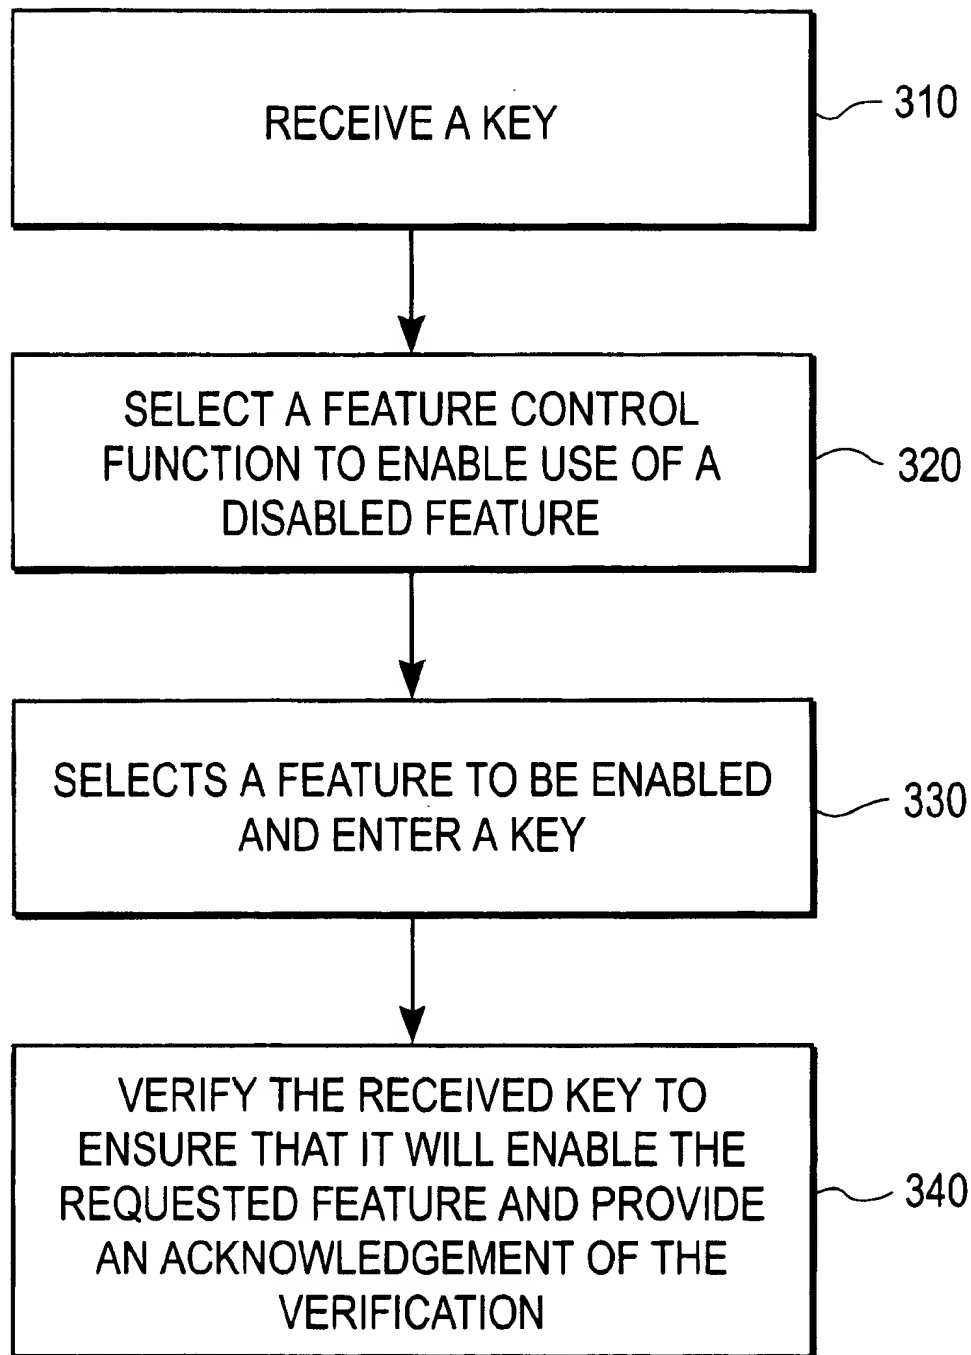 RECEIVE A KEY
310
SELECT A FEATURE CONTROL
FUNCTION TO ENABLE USE OF A
DISABLED FEATURE
320
SELECTS A FEATURE TO BE ENABLED
AND ENTER A KEY
330
VERIFY THE RECEIVED KEY TO
ENSURE THAT IT WILL ENABLE THE
REQUESTED FEATURE AND PROVIDE
AN ACKNOWLEDGEMENT OF THE
VERIFICATION
340